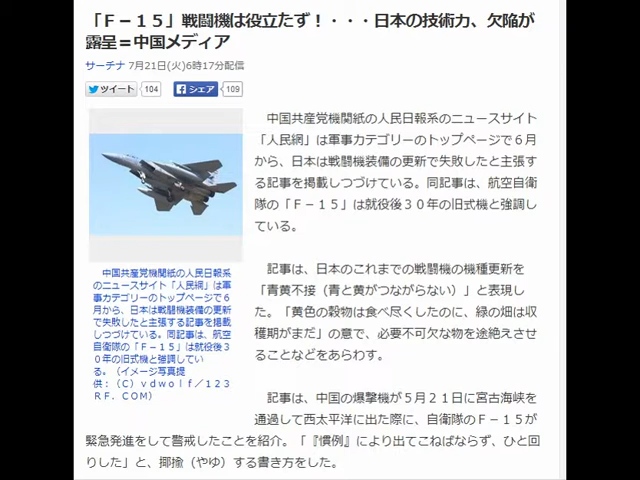 「Ｆ－１５」戦闘機は役立たず！・・・日本の技術力、欠陥が
露呈＝中国メディア
サーチナ 7月21日(火)6時17分配信
ツイート 104 シェア 109
中国共産党機関紙の人民日報系のニュースサイト
「人民網」は軍事カテゴリーのトップページで６月
から、日本は戦闘機装備の更新で失敗したと主張す
る記事を掲載しつづけている。同記事は、航空自衛
隊の「Ｆ－１５」は就役後３０年の旧式機と強調し
ている。
記事は、日本のこれまでの戦闘機の機種更新を
「青黄不接（青と黄がつながらない）」と表現し
た。「黄色の穀物は食べ尽くしたのに、緑の畑は収
穫期がまだ」の意で、必要不可欠な物を途絶えさせ
ることなどをあらわす。
記事は、中国の爆撃機が５月２１日に宮古海峡を
通過して西太平洋に出た際に、自衛隊のＦ－１５が
緊急発進をして警戒したことを紹介。「『慣例』により出てこねばならず、ひと回
りした」と、揶揄（やゆ）する書き方をした。
中国共産党機関紙の人民日報系
のニュースサイト「人民網」は軍
事カテゴリーのトップページで６
月から、日本は戦闘機装備の更新
で失敗したと主張する記事を掲載
しつづけている。同記事は、航空
自衛隊の「Ｆ－１５」は就役後３
０年の旧式機と強調してい
る。（イメージ写真提
供：（Ｃ）ｖｄｗｏｌｆ／１２３
ＲＦ．ＣＯＭ）